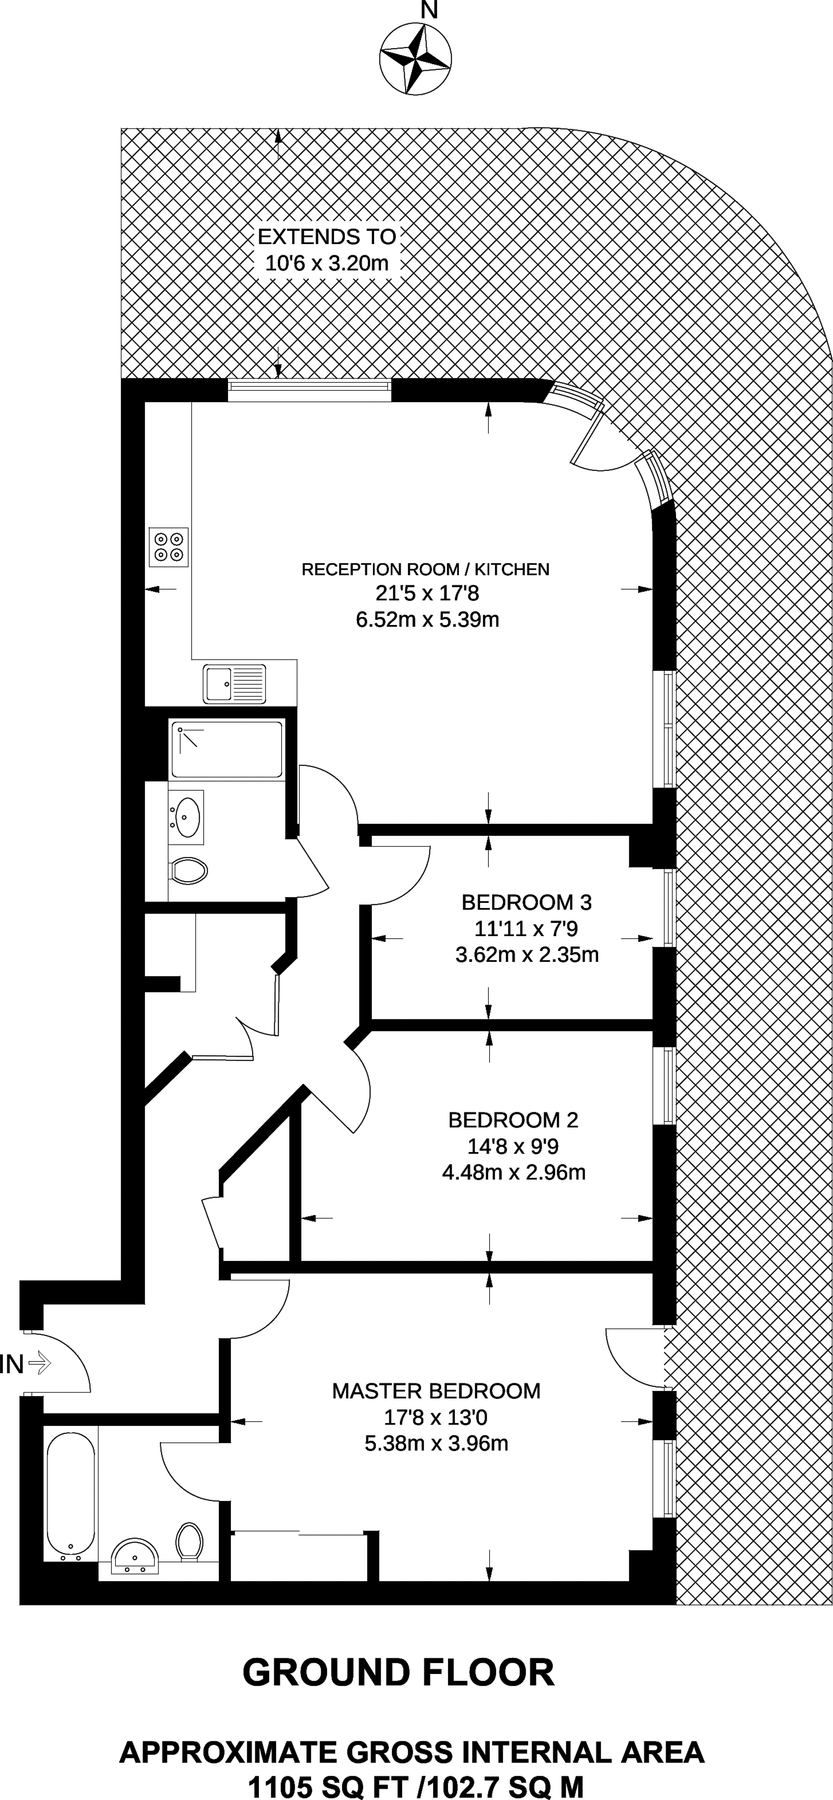 N
EXTENDS TO
10'6 x 3.20m
RECEPTION ROOM / KITCHEN
21'5 x 17'8
6.52m x 5.39m
BEDROOM 3
11'11 x 7'9
3.62m x 2.35m
BEDROOM 2
14'8 x 9'9
4.48m x 2.96m
IN
MASTER BEDROOM
17'8 x 13'0
5.38m x 3.96m
GROUND FLOOR
APPROXIMATE GROSS INTERNAL AREA
1105 SQ FT /102.7 SQ M